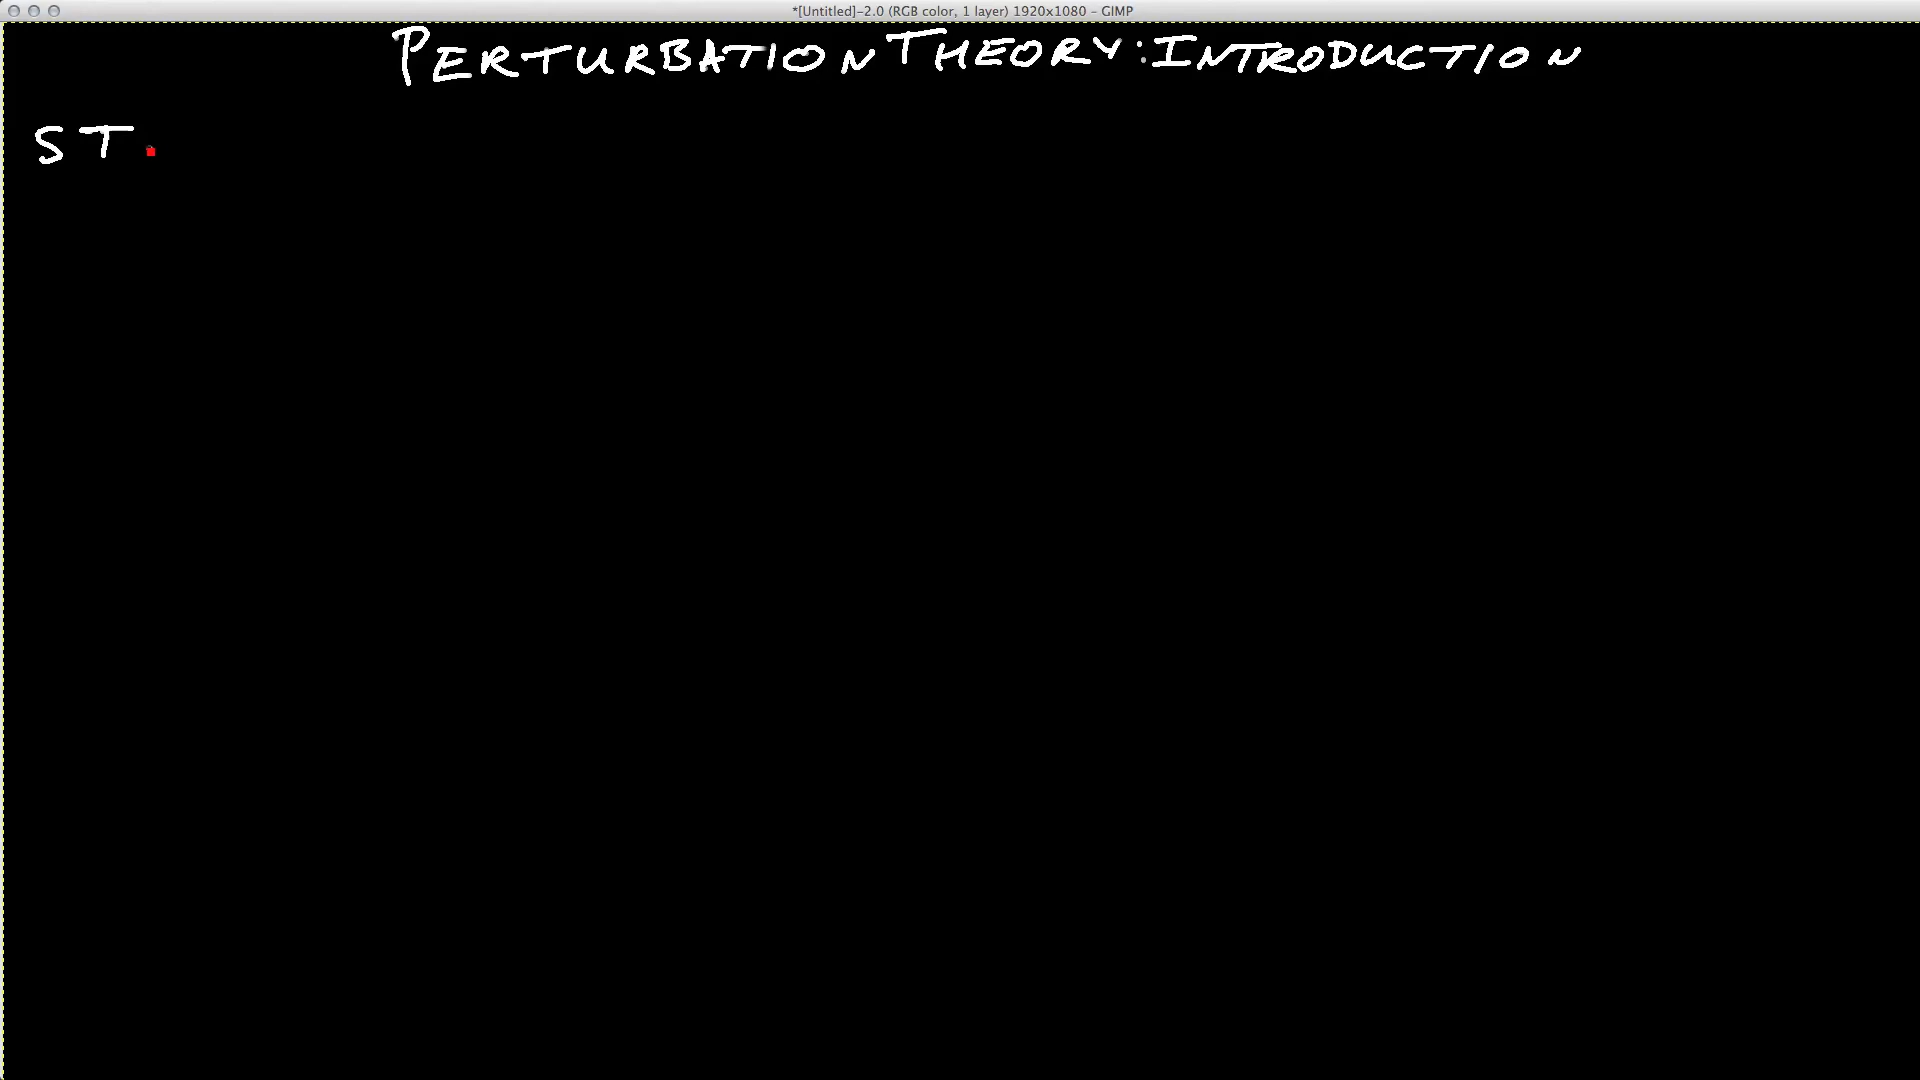 *[Untitled]-2.0 (RGB color, 1 layer) 1920x1080 – GIMP
PERTURBATION THEORY: INTRODUCTION
ST